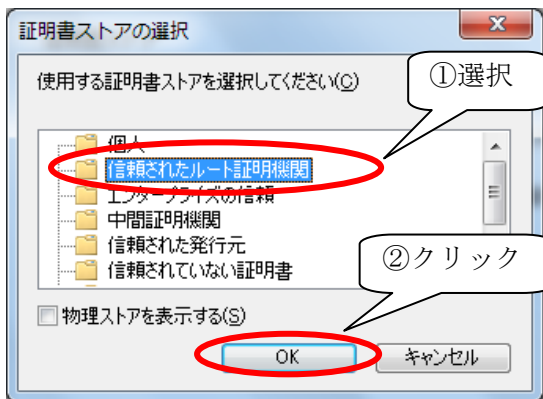 証明書ストアの選択
①選択
使用する証明書ストアを選択してください(C)
個人
信頼されたルート証明機関
エンタープライズの信頼
中間証明機関
信頼された発行元
信頼されていない証明書
②クリック
物理ストアを表示する(S)
OK
キャンセル